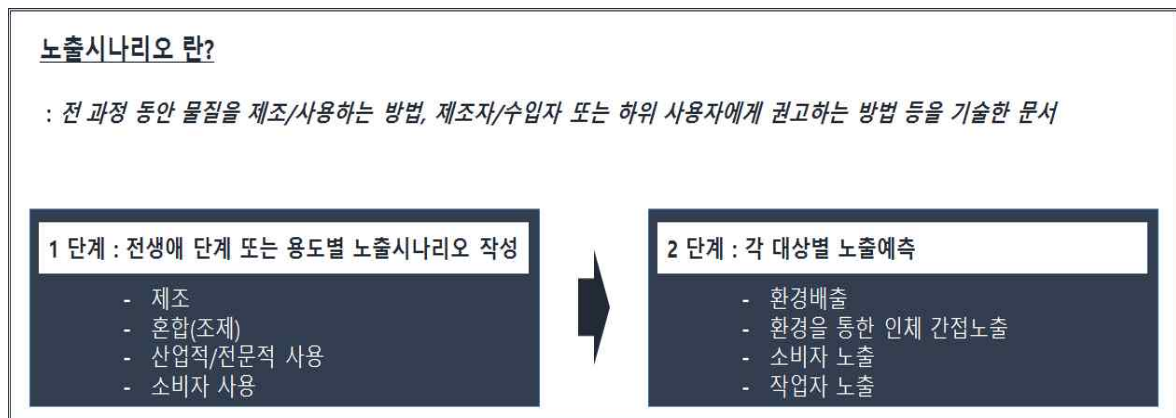 노출시나리오 란?
: 전 과정 동안 물질을 제조/사용하는 방법, 제조자/수입자 또는 하위 사용자에게 권고하는 방법 등을 기술한 문서
1 단계 : 전생애 단계 또는 용도별 노출시나리오 작성
- 제조
- 혼합(조제)
- 산업적/전문적 사용
- 소비자 사용
2 단계 : 각 대상별 노출예측
- 환경배출
- 환경을 통한 인체 간접노출
- 소비자 노출
- 작업자 노출